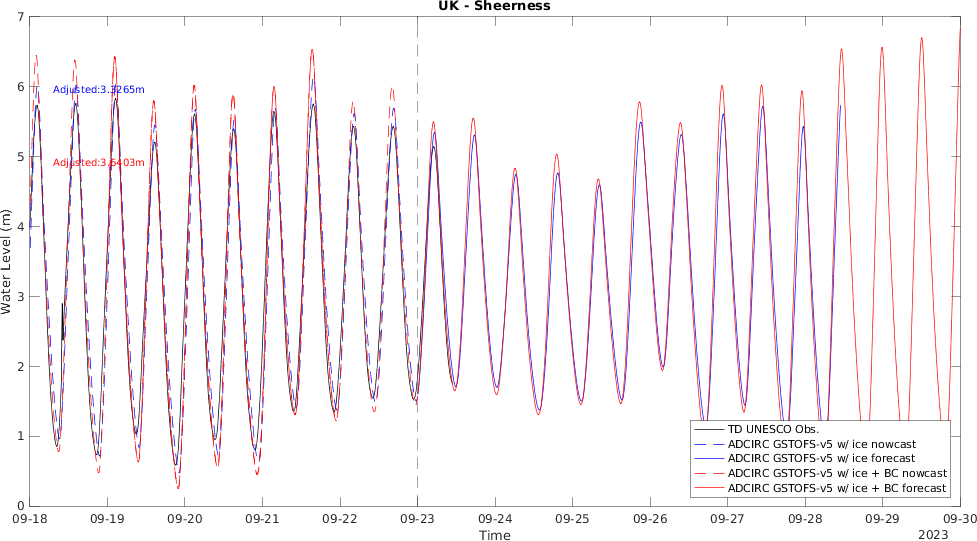 UK - Sheerness
7
6
5
4
3
2
1
0
Water Level (m)
Adjusted:3.3265m
Adjusted:3.6403m
TD UNESCO Obs.
ADCIRC GSTOFS-v5 w/ ice nowcast
ADCIRC GSTOFS-v5 w/ ice forecast
ADCIRC GSTOFS-v5 w/ ice + BC nowcast
ADCIRC GSTOFS-v5 w/ ice + BC forecast
09-18 09-19 09-20 09-21 09-22 09-23 09-24 09-25 09-26 09-27 09-28 09-29 09-30
Time
2023